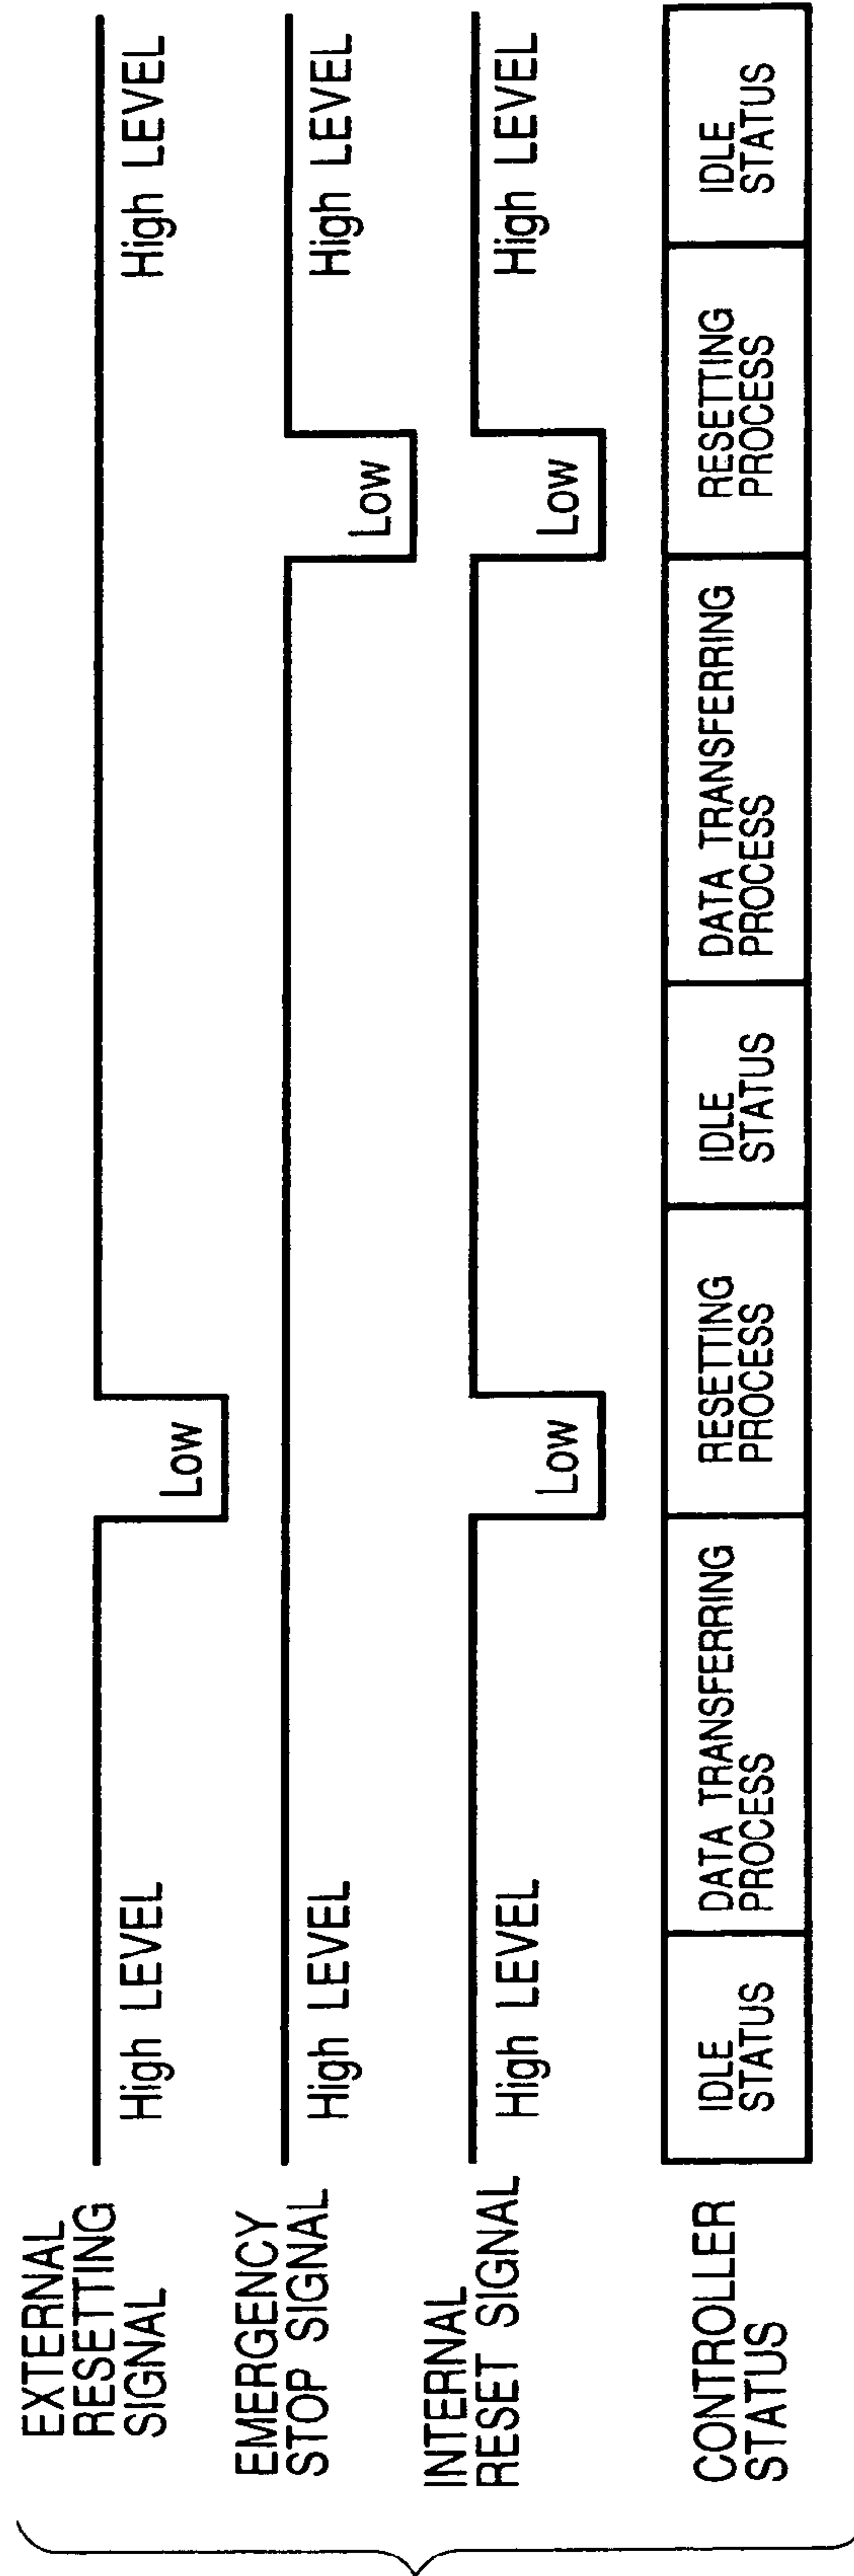 EXTERNAL
RESETTING
SIGNAL
High LEVEL
Low
High LEVEL
EMERGENCY
STOP SIGNAL
High LEVEL
Low
High LEVEL
INTERNAL
RESET SIGNAL
High LEVEL
Low
Low
High LEVEL
CONTROLLER
STATUS
IDLE
STATUS
DATA TRANSFERRING
PROCESS
RESETTING
PROCESS
IDLE
STATUS
DATA TRANSFERRING
PROCESS
RESETTING
PROCESS
IDLE
STATUS